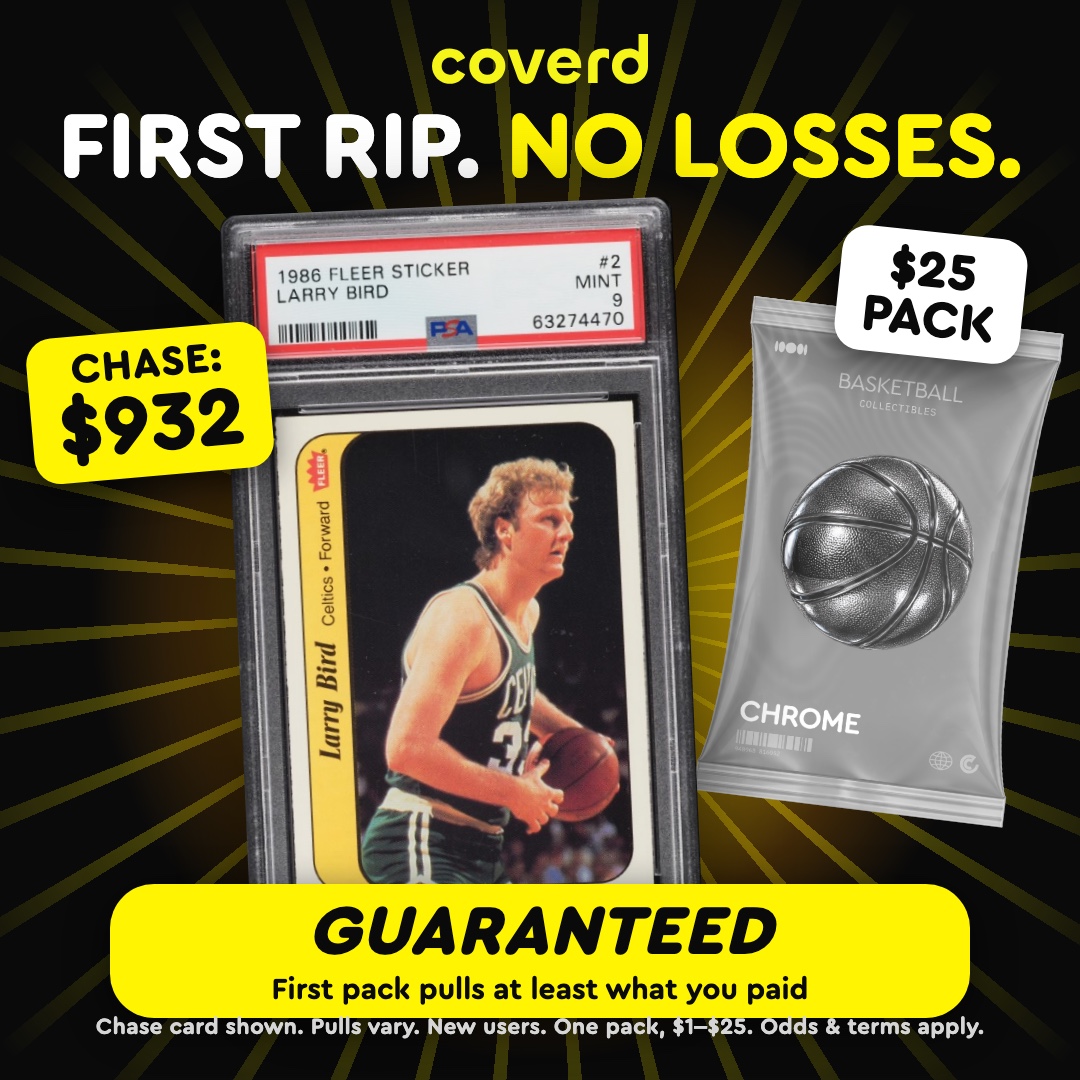 coverd
FIRST RIP. NO LOSSES.
1986 FLEER STICKER
LARRY BIRD
#2
MINT
9
63274470
PSA
CHASE:
$932
$25
PACK
BASKETBALL
COLLECTIBLES
FLEER
Larry Bird Celtics • Forward
CHROME
GUARANTEED
First pack pulls at least what you paid
Chase card shown. Pulls vary. New users. One pack, $1–$25. Odds & terms apply.